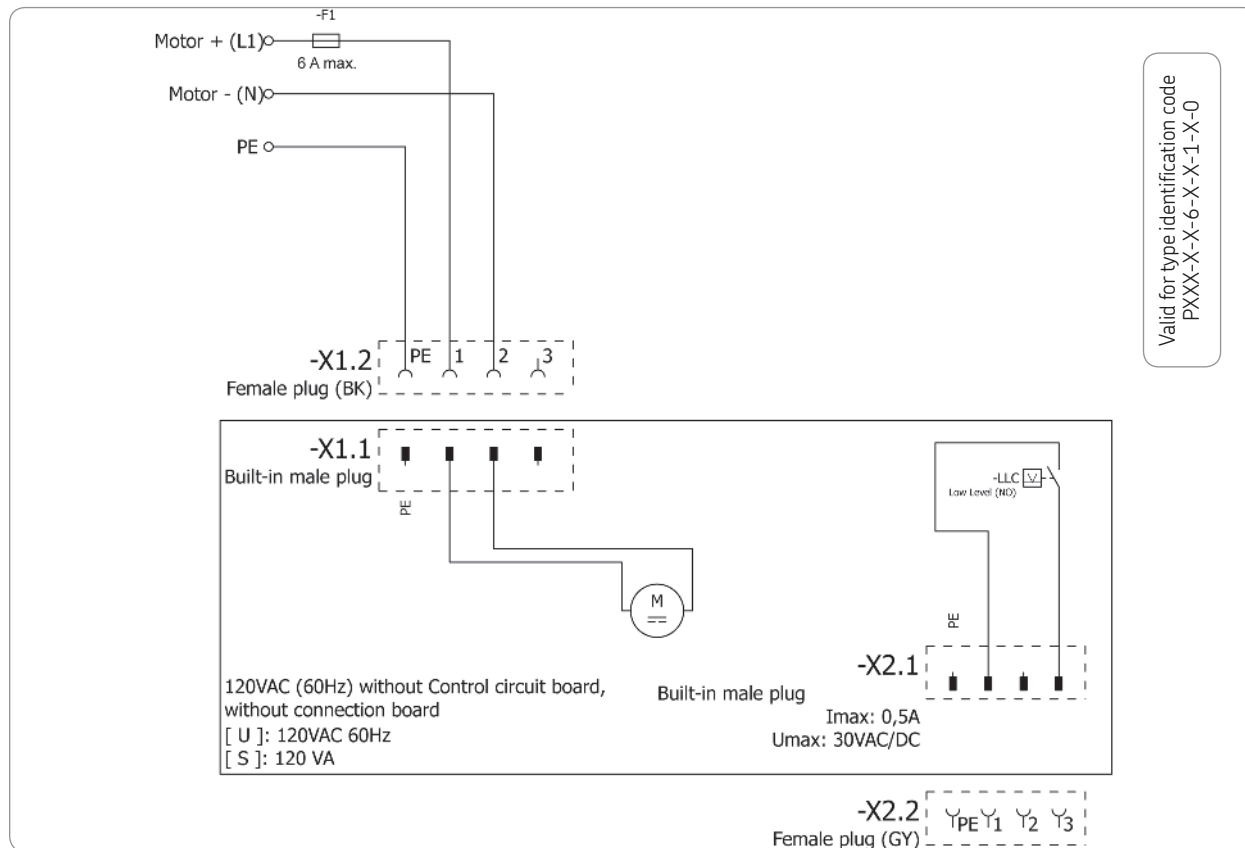 -F1
Motor + (L1)
6 A max.
Motor - (N)
PE
Valid for type identification code
PXXX-X-X-6-X-X-1-X-0
-X1.2
PE 1 2 3
Female plug (BK)
-X1.1
Built-in male plug
PE
-LLC
Low Level (NO)
M
PE
120VAC (60Hz) without Control circuit board,
without connection board
[ U ]: 120VAC 60Hz
[ S ]: 120 VA
-X2.1
Built-in male plug
Imax: 0,5A
Umax: 30VAC/DC
-X2.2
PE 1 2 3
Female plug (GY)